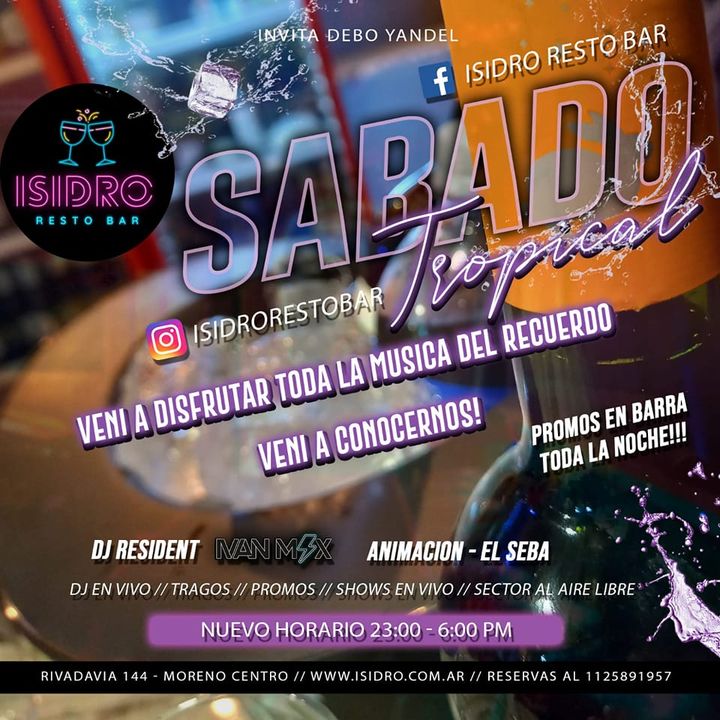 INVITA DEBO YANDEL
ISIDRO RESTO BAR
ISIDRO
RESTO BAR
SABADO
Tropical
ISIDRORESTOBAR
VENI A DISFRUTAR TODA LA MUSICA DEL RECUERDO
VENI A CONOCERNOS!
PROMOS EN BARRA
TODA LA NOCHE!!!
DJ RESIDENT IVAN MIX ANIMACION - EL SEBA
DJ EN VIVO // TRAGOS // PROMOS // SHOWS EN VIVO // SECTOR AL AIRE LIBRE
NUEVO HORARIO 23:00 - 6:00 PM
RIVADAVIA 144 - MORENO CENTRO // WWW.ISIDRO.COM.AR // RESERVAS AL 1125891957